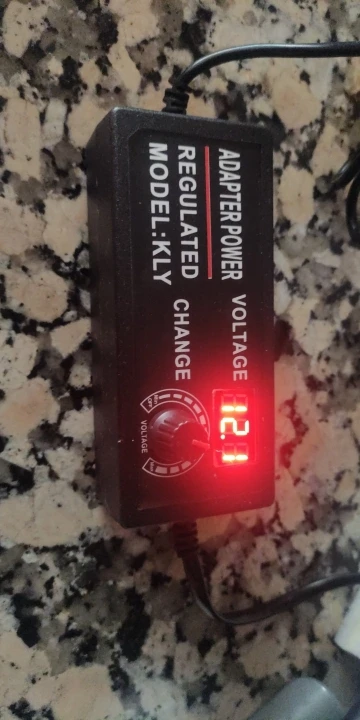 ADAPTER POWER
REGULATED
MODEL:KLY
VOLTAGE
CHANGE
12.1
VOLTAGE